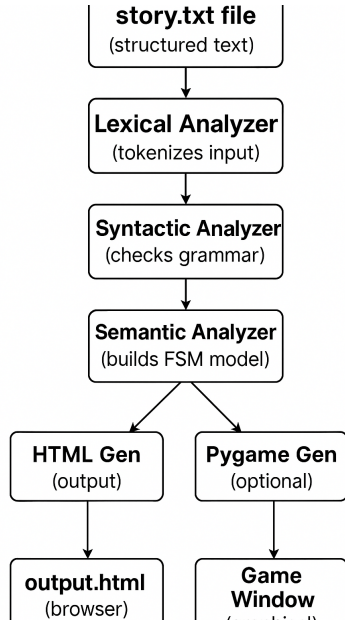 story.txt file
(structured text)
Lexical Analyzer
(tokenizes input)
Syntactic Analyzer
(checks grammar)
Semantic Analyzer
(builds FSM model)
HTML Gen
(output)
Pygame Gen
(optional)
output.html
(browser)
Game
Window